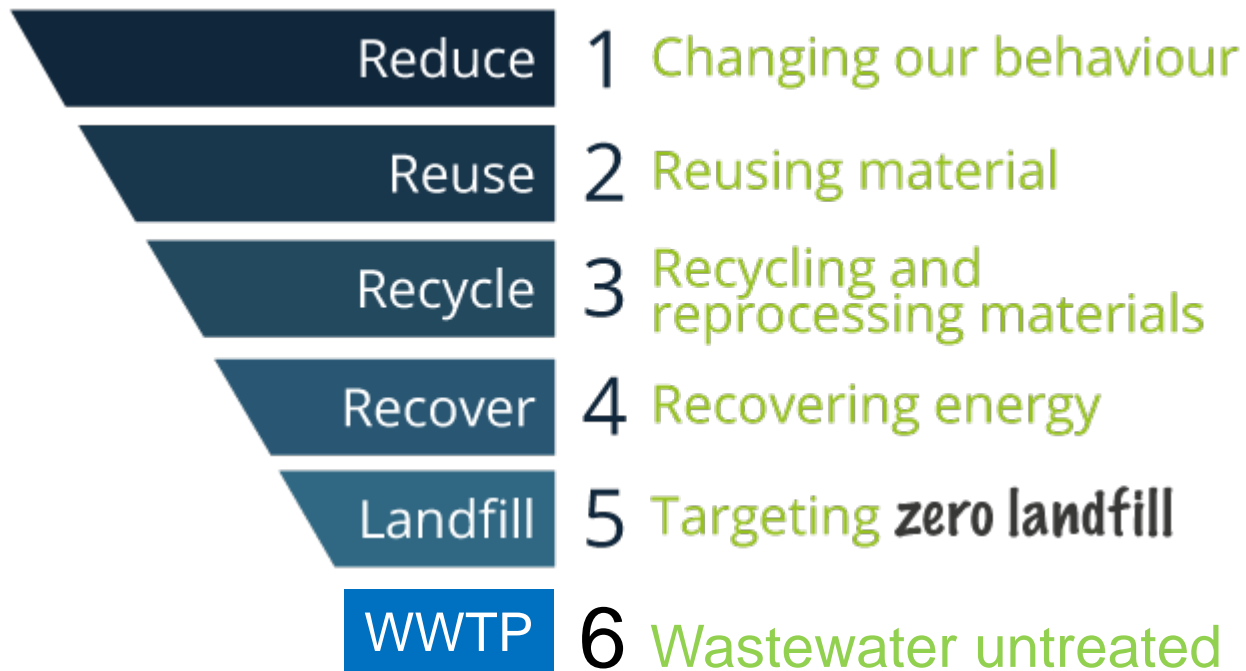 Reduce 1 Changing our behaviour
Reuse 2 Reusing material
Recycle 3 Recycling and
reprocessing materials
Recover 4 Recovering energy
Landfill 5 Targeting zero landfill
WWTP 6 Wastewater untreated